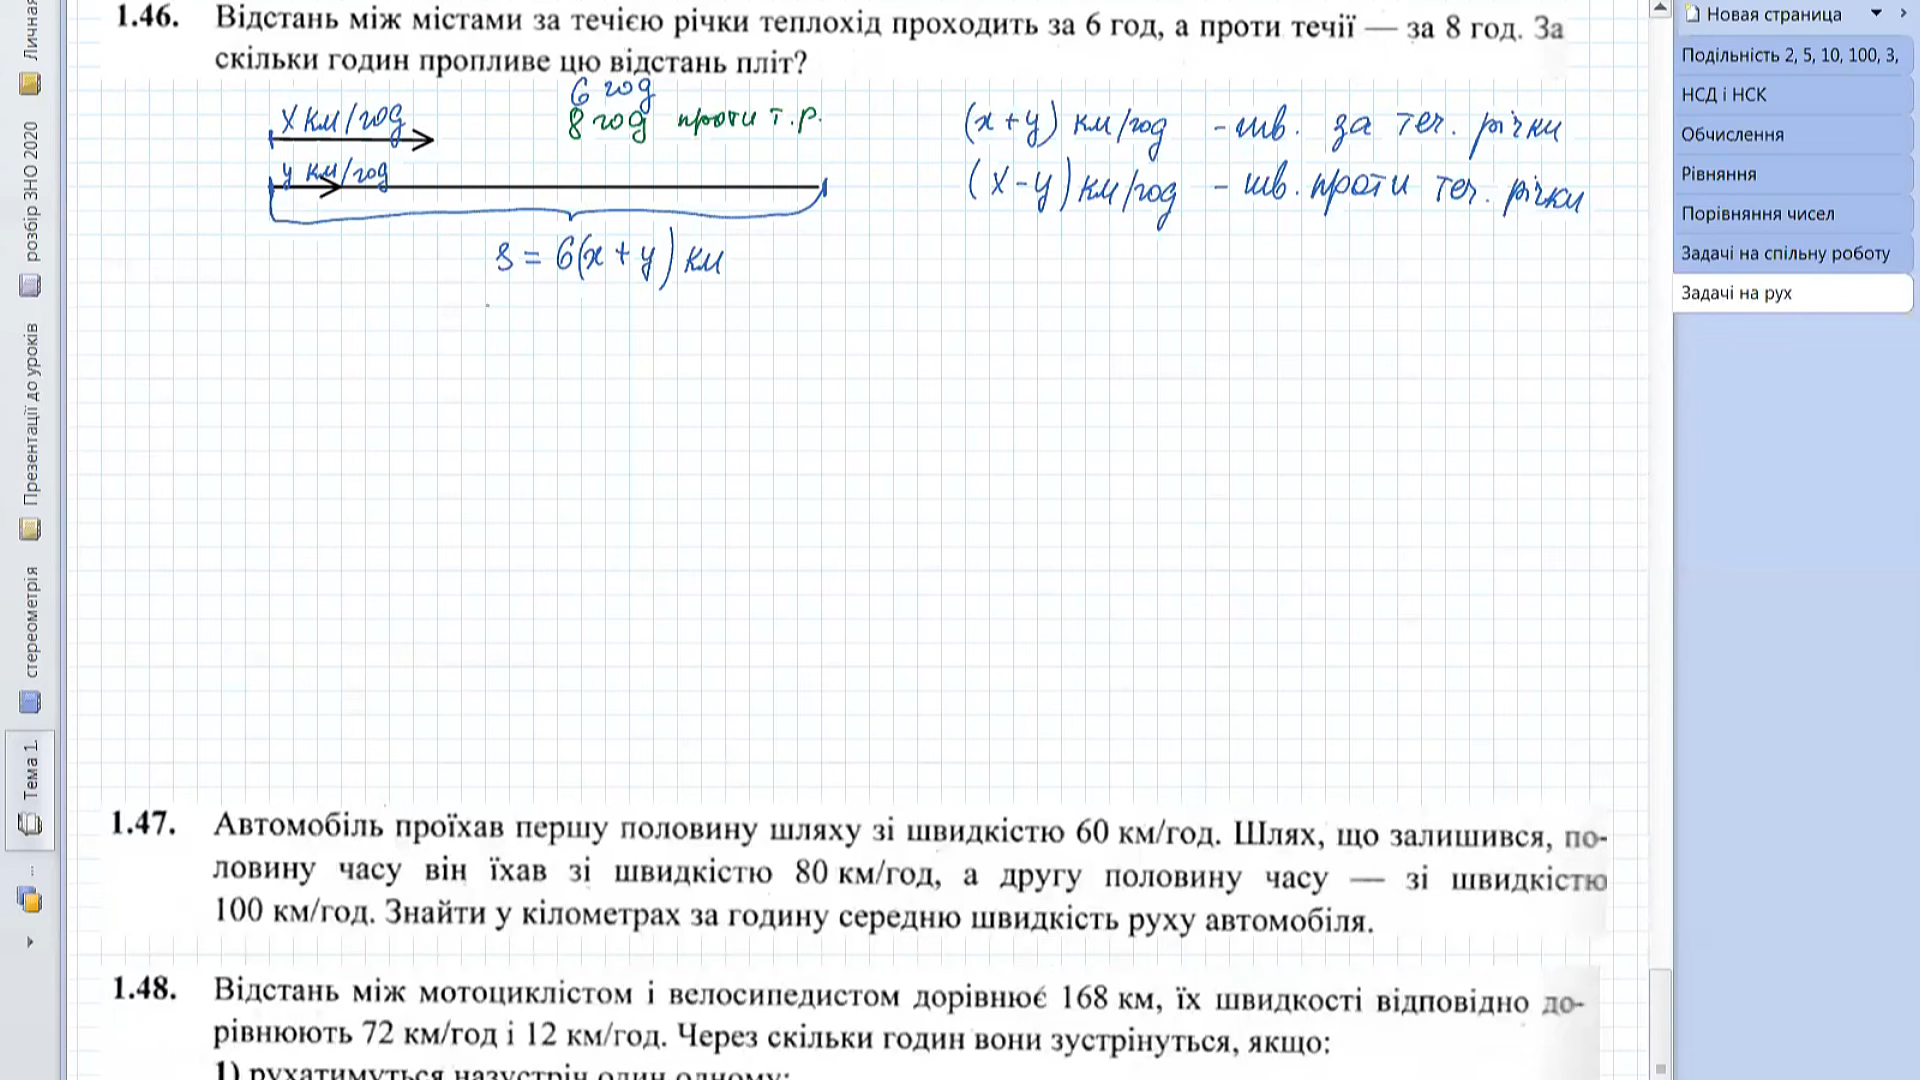 1.46. Відстань між містами за течією річки теплохід проходить за 6 год, а проти течії — за 8 год. За
скільки годин пропливе цю відстань пліт?
6 год
8 год проти т.р.
x км/год
y км/год
s = 6(x + y) км
(x + y) км/год - шв. за теч. річки
(x - y) км/год - шв. проти теч. річки
1.47. Автомобіль проїхав першу половину шляху зі швидкістю 60 км/год. Шлях, що залишився, по-
ловину часу він їхав зі швидкістю 80 км/год, а другу половину часу — зі швидкістю
100 км/год. Знайти у кілометрах за годину середню швидкість руху автомобіля.
1.48. Відстань між мотоциклістом і велосипедистом дорівнює 168 км, їх швидкості відповідно до-
рівнюють 72 км/год і 12 км/год. Через скільки годин вони зустрінуться, якщо:
1) рухатимуться назустріч один одному;
Новая страница
Подільність 2, 5, 10, 100, 3,
НСД і НСК
Обчислення
Рівняння
Порівняння чисел
Задачі на спільну роботу
Задачі на рух
Личная
розбір ЗНО 2020
Презентації до уроків
стереометрія
Тема 1.
...